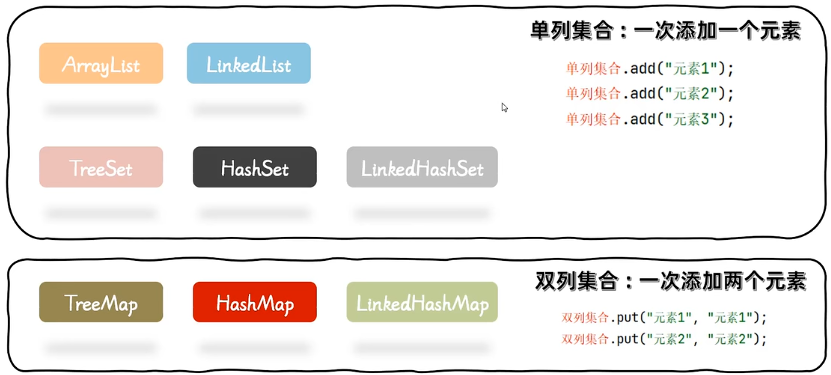 单列集合：一次添加一个元素
ArrayList LinkedList
单列集合.add("元素1");
单列集合.add("元素2");
单列集合.add("元素3");
TreeSet HashSet LinkedHashSet
双列集合：一次添加两个元素
TreeMap HashMap LinkedHashMap
双列集合.put("元素1", "元素1");
双列集合.put("元素2", "元素2");